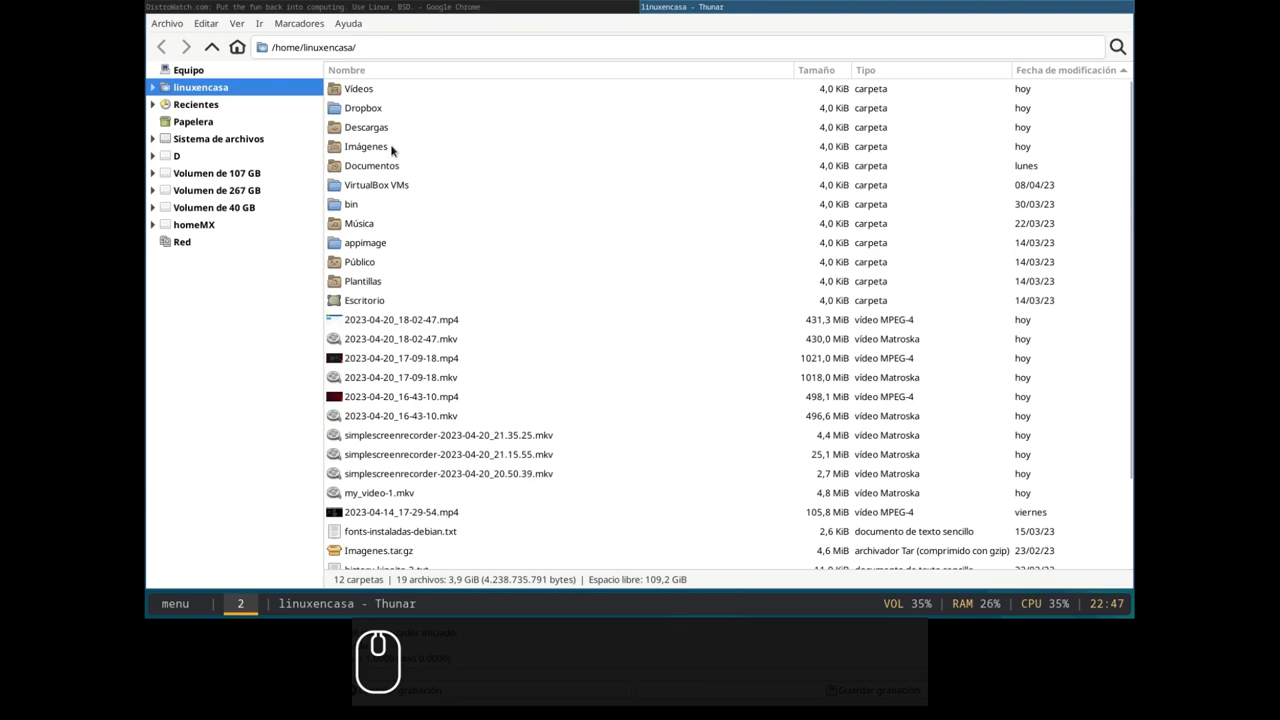 DistroWatch.com: Put the fun back into computing. Use Linux, BSD. - Google Chrome
linuxencasa - Thunar
Archivo Editar Ver Ir Marcadores Ayuda
/home/linuxencasa/
Equipo
linuxencasa
Recientes
Papelera
Sistema de archivos
D
Volumen de 107 GB
Volumen de 267 GB
Volumen de 40 GB
homeMX
Red
Nombre Tamaño Tipo Fecha de modificación
Vídeos 4,0 KiB carpeta hoy
Dropbox 4,0 KiB carpeta hoy
Descargas 4,0 KiB carpeta hoy
Imágenes 4,0 KiB carpeta hoy
Documentos 4,0 KiB carpeta lunes
VirtualBox VMs 4,0 KiB carpeta 08/04/23
bin 4,0 KiB carpeta 30/03/23
Música 4,0 KiB carpeta 22/03/23
appimage 4,0 KiB carpeta 14/03/23
Público 4,0 KiB carpeta 14/03/23
Plantillas 4,0 KiB carpeta 14/03/23
Escritorio 4,0 KiB carpeta 14/03/23
2023-04-20_18-02-47.mp4 431,3 MiB vídeo MPEG-4 hoy
2023-04-20_18-02-47.mkv 430,0 MiB vídeo Matroska hoy
2023-04-20_17-09-18.mp4 1021,0 MiB vídeo MPEG-4 hoy
2023-04-20_17-09-18.mkv 1018,0 MiB vídeo Matroska hoy
2023-04-20_16-43-10.mp4 498,1 MiB vídeo MPEG-4 hoy
2023-04-20_16-43-10.mkv 496,6 MiB vídeo Matroska hoy
simplescreenrecorder-2023-04-20_21.35.25.mkv 4,4 MiB vídeo Matroska hoy
simplescreenrecorder-2023-04-20_21.15.55.mkv 25,1 MiB vídeo Matroska hoy
simplescreenrecorder-2023-04-20_20.50.39.mkv 2,7 MiB vídeo Matroska hoy
my_video-1.mkv 4,8 MiB vídeo Matroska hoy
2023-04-14_17-29-54.mp4 105,8 MiB vídeo MPEG-4 viernes
fonts-instaladas-debian.txt 2,6 KiB documento de texto sencillo 15/03/23
Imagenes.tar.gz 4,6 MiB archivador Tar (comprimido con gzip) 23/02/23
12 carpetas | 19 archivos: 3,9 GiB (4.238.735.791 bytes) | Espacio libre: 109,2 GiB
menu | 2 | linuxencasa - Thunar VOL 35% | RAM 26% | CPU 35% | 22:47
iniciado.
0.0000).
grabación Guardar grabación